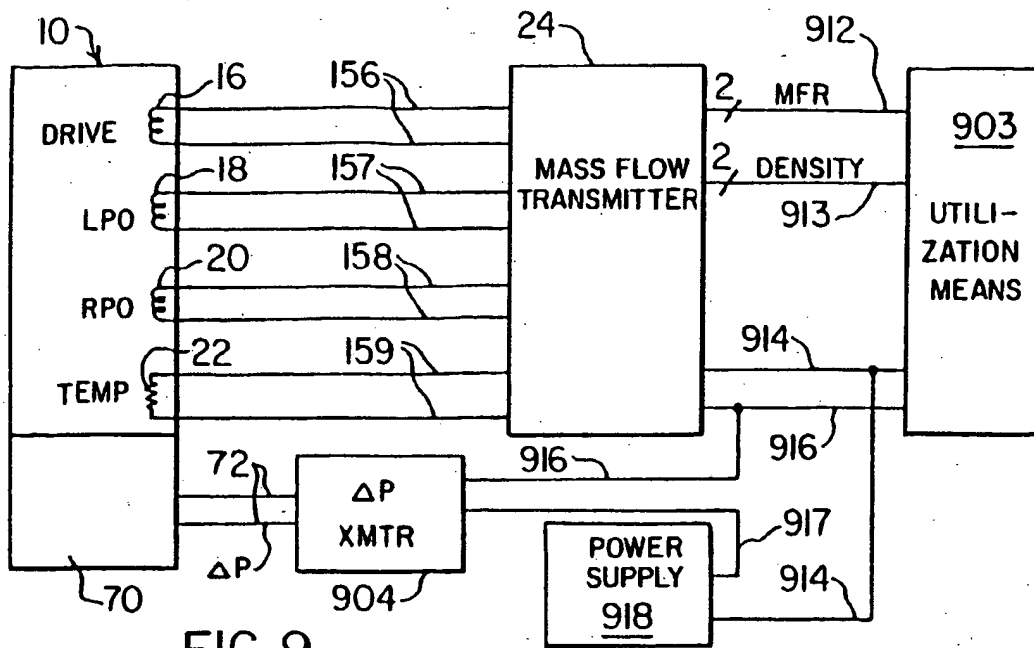 10
16
156
24
2
MFR
912
DRIVE
903
18
157
MASS FLOW
TRANSMITTER
2
DENSITY
913
LPO
UTILI-
ZATION
MEANS
20
158
RPO
22
159
914
TEMP
916
916
72
ΔP
XMTR
917
ΔP
POWER
SUPPLY
918
914
70
904
FIG. 9